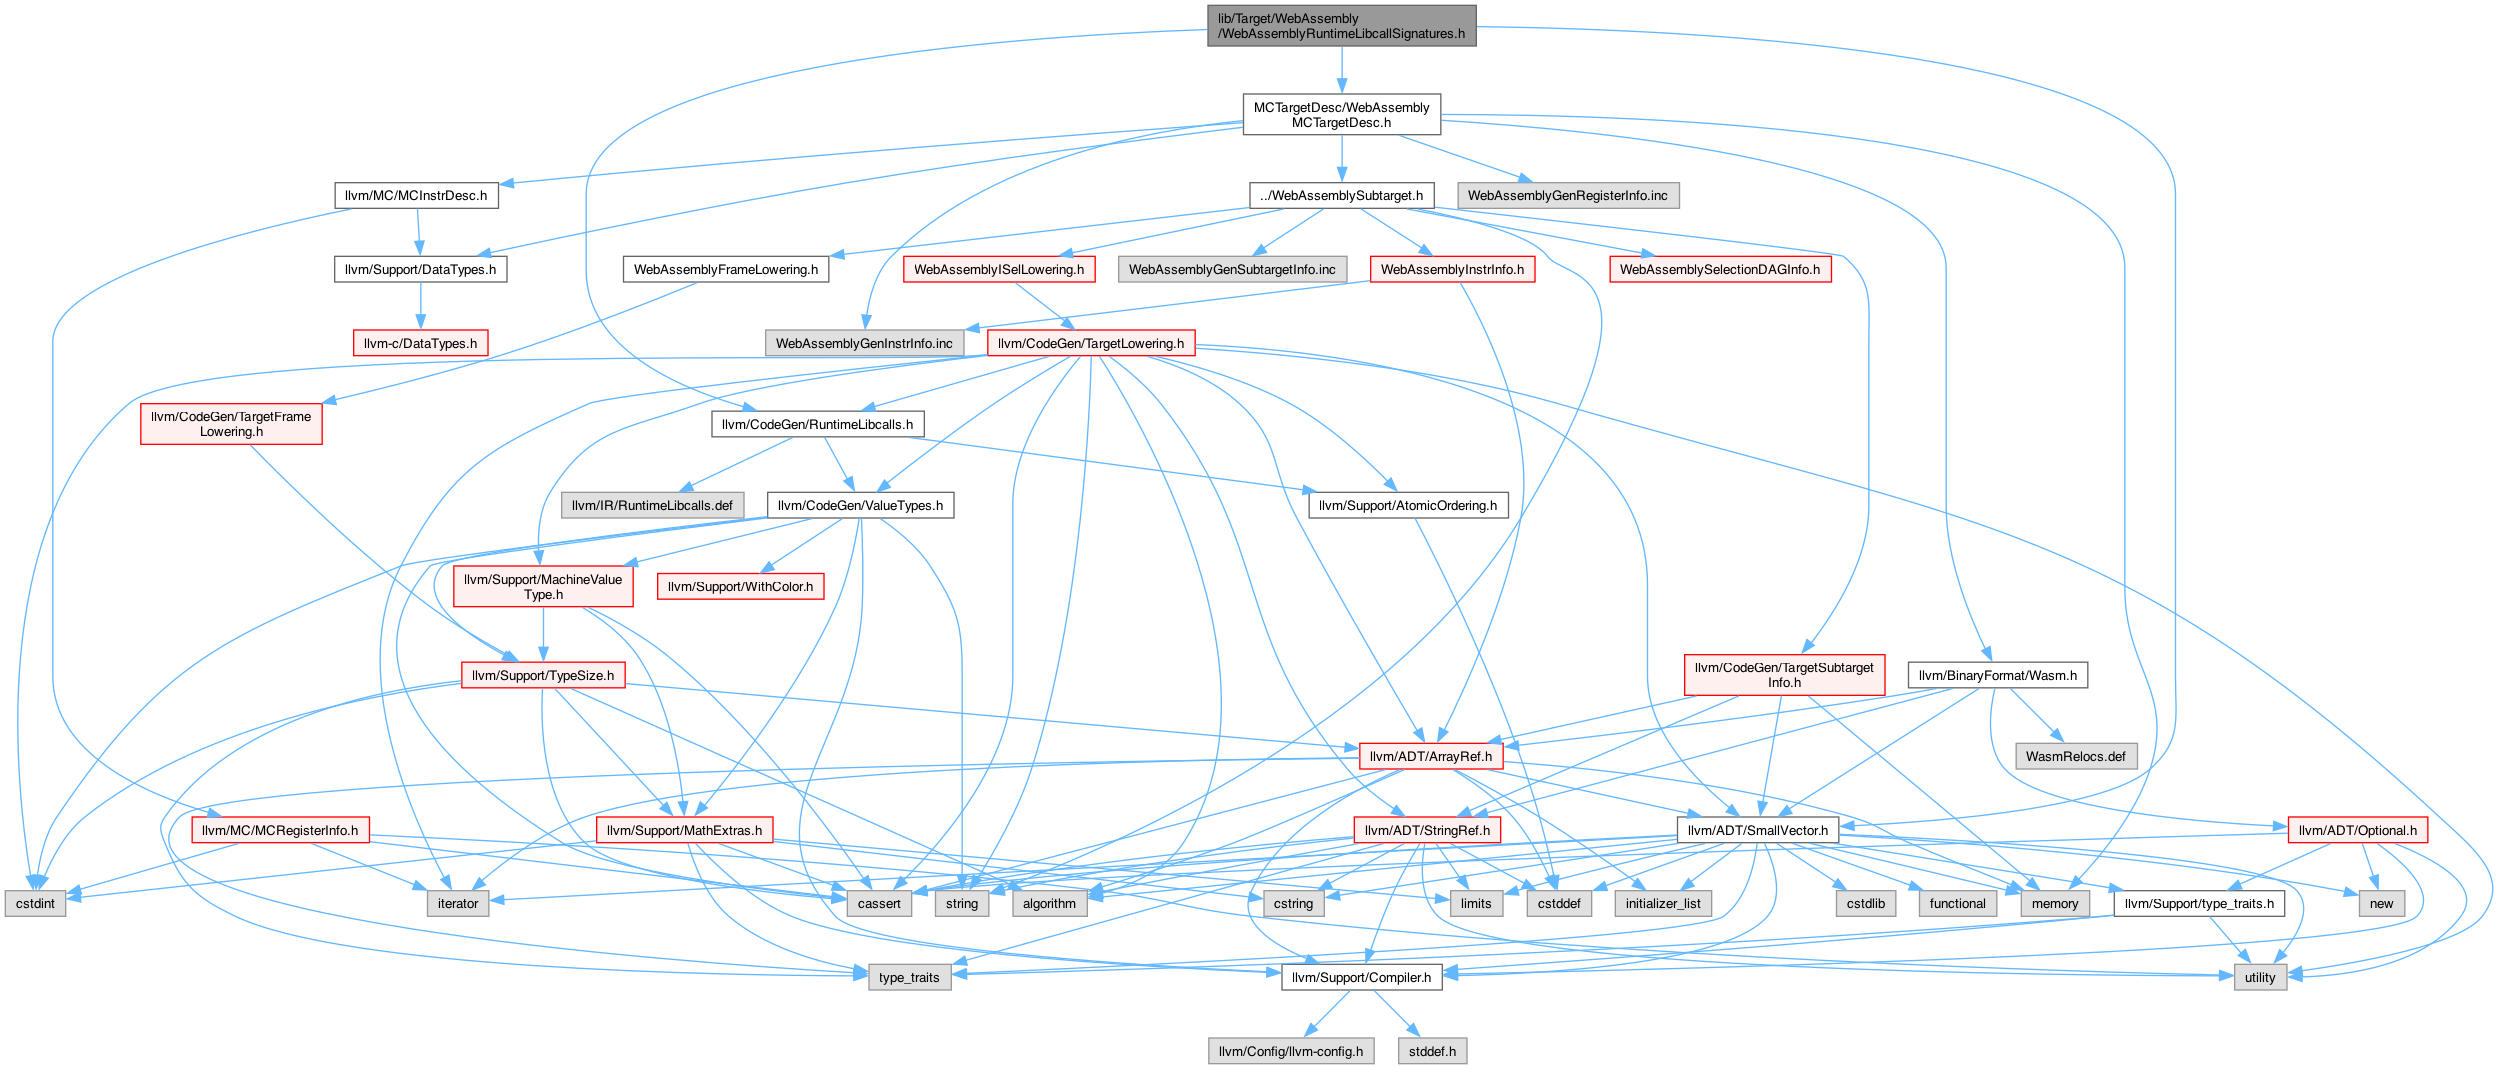 lib/Target/WebAssembly
/WebAssemblyRuntimeLibcallSignatures.h
MCTargetDesc/WebAssembly
MCTargetDesc.h
llvm/MC/MCInstrDesc.h
../WebAssemblySubtarget.h
WebAssemblyGenRegisterInfo.inc
llvm/Support/DataTypes.h
WebAssemblyFrameLowering.h
WebAssemblyISelLowering.h
WebAssemblyGenSubtargetInfo.inc
WebAssemblyInstrInfo.h
WebAssemblySelectionDAGInfo.h
llvm-c/DataTypes.h
WebAssemblyGenInstrInfo.inc
llvm/CodeGen/TargetLowering.h
llvm/CodeGen/TargetFrame
Lowering.h
llvm/CodeGen/RuntimeLibcalls.h
llvm/IR/RuntimeLibcalls.def
llvm/CodeGen/ValueTypes.h
llvm/Support/AtomicOrdering.h
llvm/Support/MachineValue
Type.h
llvm/Support/WithColor.h
llvm/Support/TypeSize.h
llvm/CodeGen/TargetSubtarget
Info.h
llvm/BinaryFormat/Wasm.h
llvm/ADT/ArrayRef.h
WasmRelocs.def
llvm/MC/MCRegisterInfo.h
llvm/Support/MathExtras.h
llvm/ADT/StringRef.h
llvm/ADT/SmallVector.h
llvm/ADT/Optional.h
cstdint
iterator
cassert
string
algorithm
cstring
limits
cstddef
initializer_list
cstdlib
functional
memory
llvm/Support/type_traits.h
new
type_traits
llvm/Support/Compiler.h
utility
llvm/Config/llvm-config.h
stddef.h